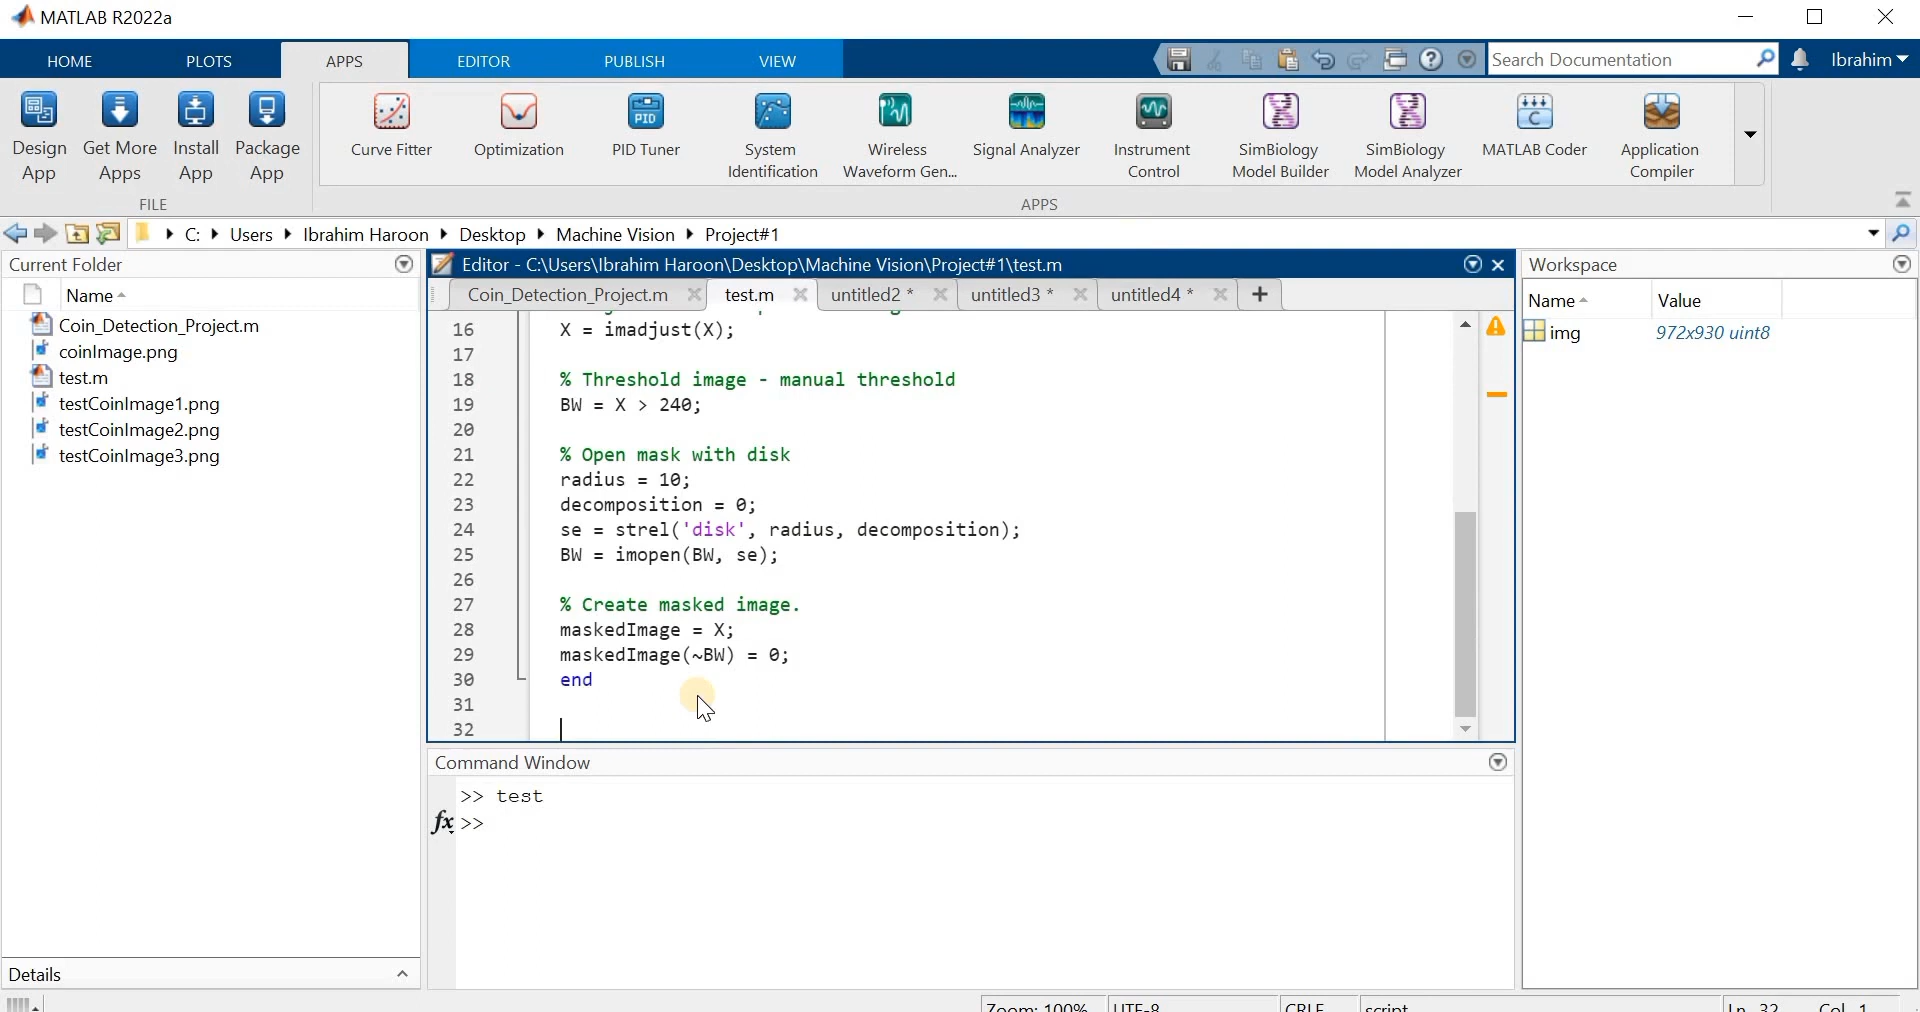 MATLAB R2022a
HOME PLOTS APPS EDITOR PUBLISH VIEW
Search Documentation
Ibrahim
Design App
Get More Apps
Install App
Package App
FILE
Curve Fitter
Optimization
PID
PID Tuner
System Identification
Wireless Waveform Gen...
Signal Analyzer
Instrument Control
SimBiology Model Builder
SimBiology Model Analyzer
C
MATLAB Coder
Application Compiler
APPS
C: Users Ibrahim Haroon Desktop Machine Vision Project#1
Current Folder
Name
Coin_Detection_Project.m
coinImage.png
test.m
testCoinImage1.png
testCoinImage2.png
testCoinImage3.png
Details
Editor - C:\Users\Ibrahim Haroon\Desktop\Machine Vision\Project#1\test.m
Coin_Detection_Project.m test.m untitled2 * untitled3 * untitled4 * +
16 X = imadjust(X);
17
18 % Threshold image - manual threshold
19 BW = X > 240;
20
21 % Open mask with disk
22 radius = 10;
23 decomposition = 0;
24 se = strel('disk', radius, decomposition);
25 BW = imopen(BW, se);
26
27 % Create masked image.
28 maskedImage = X;
29 maskedImage(~BW) = 0;
30 end
31
32
Command Window
>> test
fx >>
Workspace
Name Value
img 972x930 uint8
Zoom: 100% UTF-8 CRLF script Ln 32 Col 1